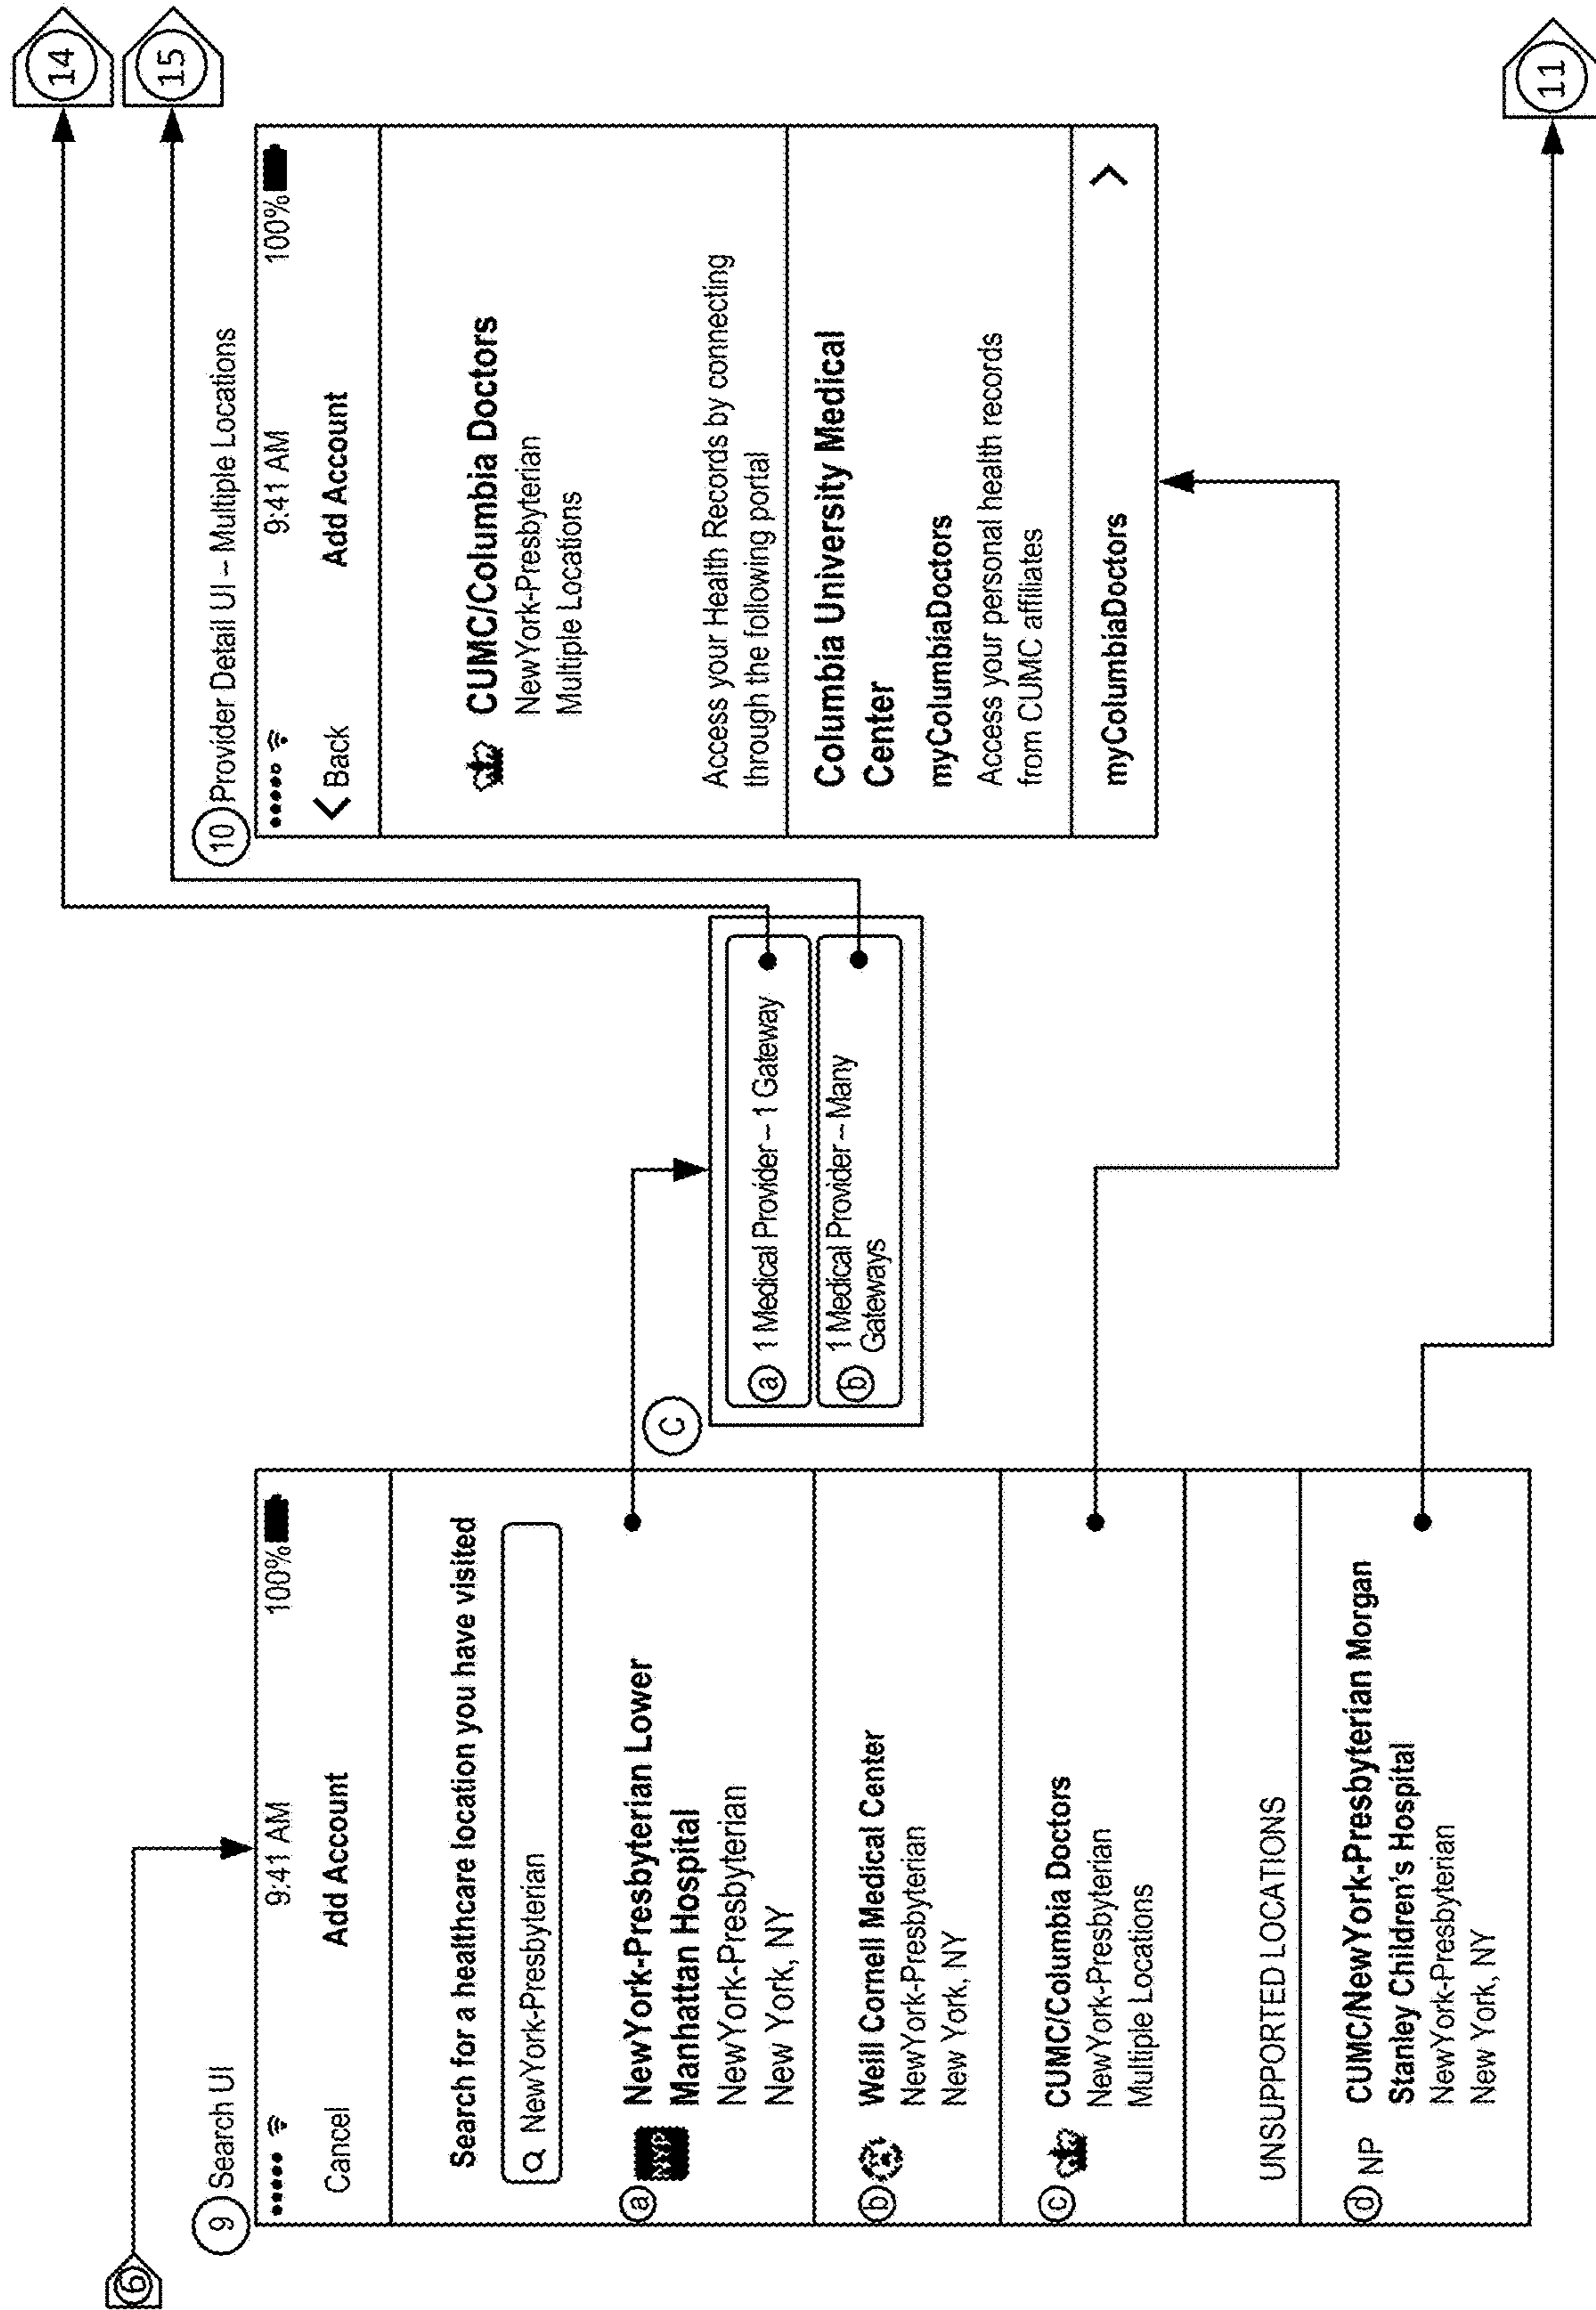 6
9 Search UI
9:41 AM
100%
Cancel
Add Account
Search for a healthcare location you have visited
NewYork-Presbyterian
a
NYP
NewYork-Presbyterian Lower
Manhattan Hospital
NewYork-Presbyterian
New York, NY
b
Weill Cornell Medical Center
NewYork-Presbyterian
New York, NY
c
CUMC/Columbia Doctors
NewYork-Presbyterian
Multiple Locations
UNSUPPORTED LOCATIONS
d NP
CUMC/NewYork-Presbyterian Morgan
Stanley Children's Hospital
NewYork-Presbyterian
New York, NY
C
a 1 Medical Provider – 1 Gateway
b 1 Medical Provider – Many
Gateways
10 Provider Detail UI – Multiple Locations
9:41 AM
100%
Back
Add Account
CUMC/Columbia Doctors
NewYork-Presbyterian
Multiple Locations
Access your Health Records by connecting
through the following portal
Columbia University Medical
Center
myColumbiaDoctors
Access your personal health records
from CUMC affiliates
myColumbiaDoctors
14
15
11